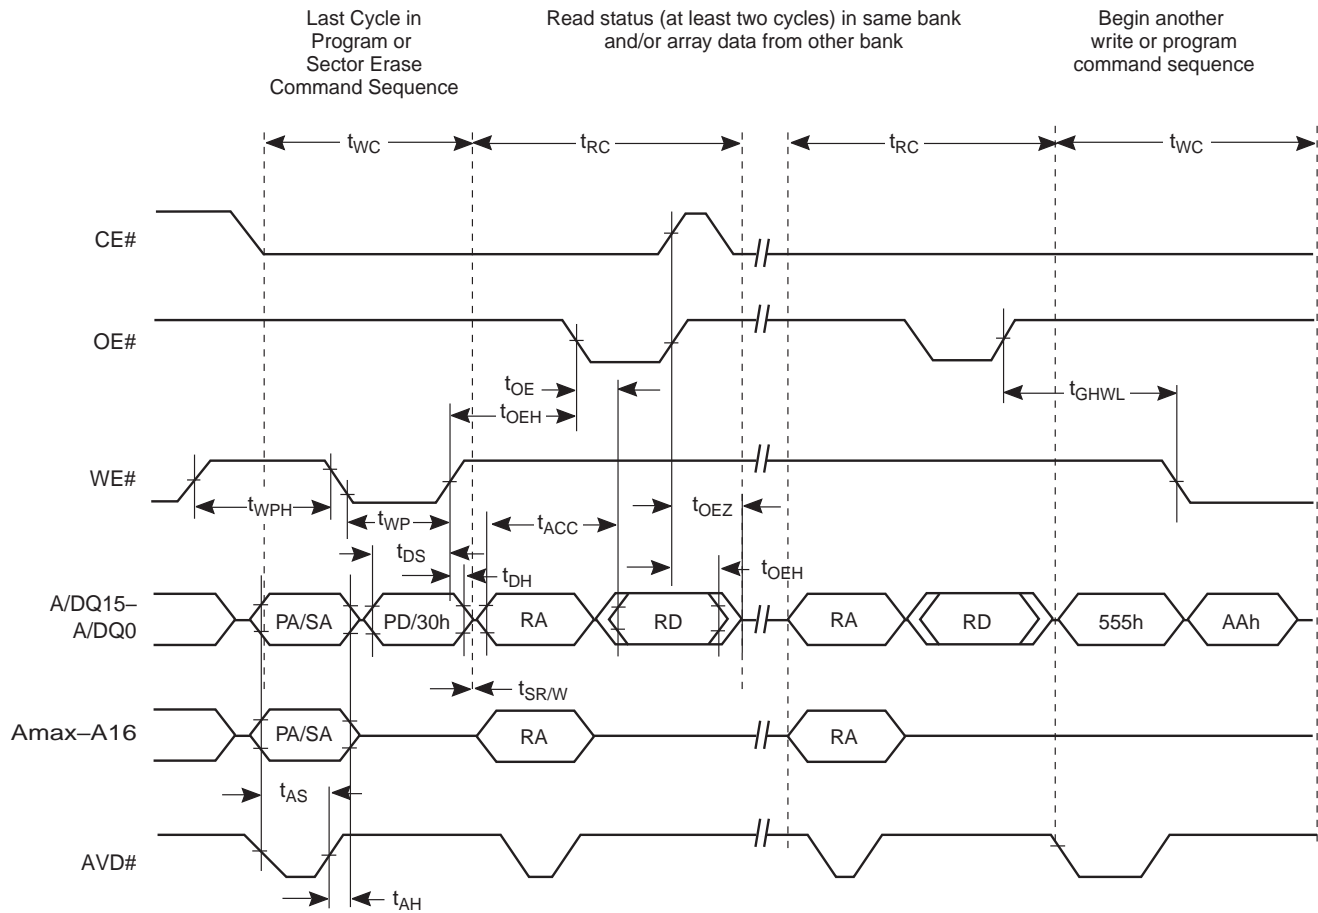 Last Cycle in
Program or
Sector Erase
Command Sequence
Read status (at least two cycles) in same bank
and/or array data from other bank
Begin another
write or program
command sequence
tWC
tRC
tRC
tWC
CE#
OE#
tOE
tOEH
tGHWL
WE#
tWPH
tWP
tOEZ
tACC
tDS
tOEH
tDH
A/DQ15–
A/DQ0
PA/SA
PD/30h
RA
RD
RA
RD
555h
AAh
tSR/W
Amax–A16
PA/SA
RA
RA
tAS
AVD#
tAH